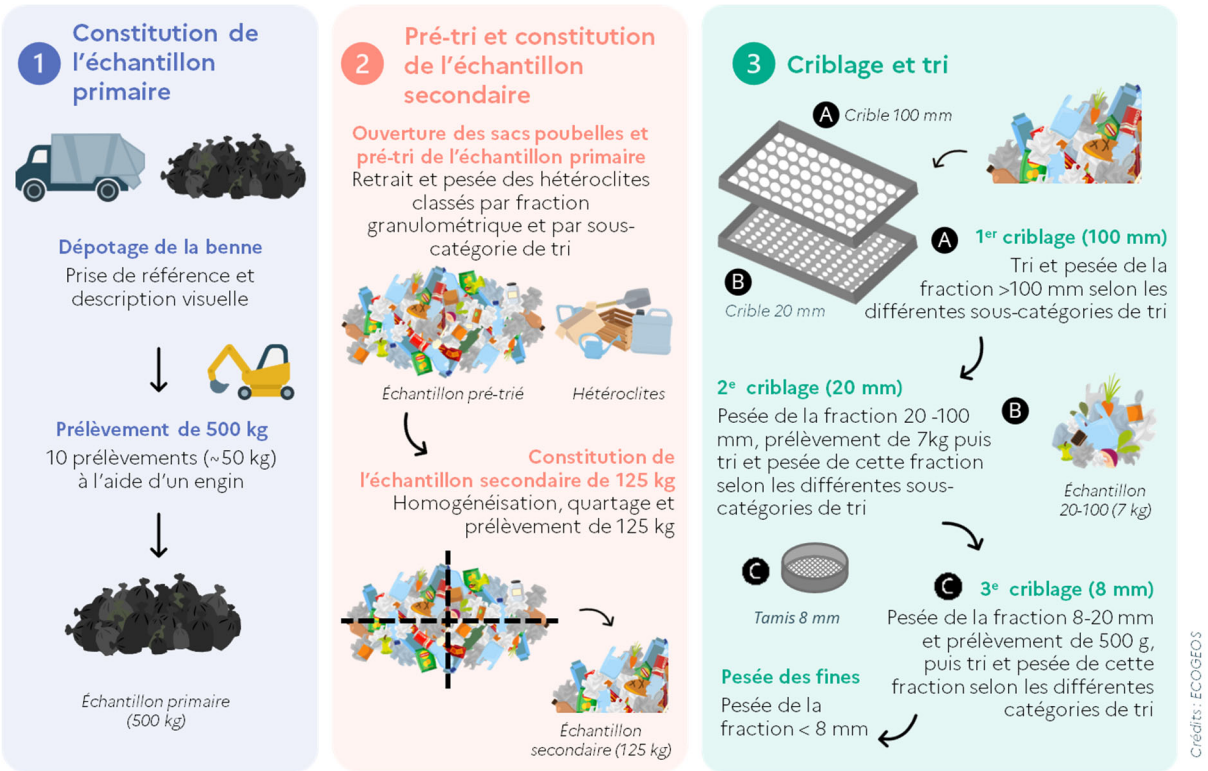 1
Constitution de
l'échantillon
primaire
Dépotage de la benne
Prise de référence et
description visuelle
Prélèvement de 500 kg
10 prélèvements (~50 kg)
à l'aide d'un engin
Échantillon primaire
(500 kg)
2
Pré-tri et constitution
de l'échantillon
secondaire
Ouverture des sacs poubelles et
pré-tri de l'échantillon primaire
Retrait et pesée des hétéroclites
classés par fraction
granulométrique et par sous-
catégorie de tri
Échantillon pré-trié
Hétéroclites
Constitution de
l'échantillon secondaire de 125 kg
Homogénéisation, quartage et
prélèvement de 125 kg
Échantillon
secondaire (125 kg)
3
Criblage et tri
A Crible 100 mm
B
Crible 20 mm
A 1er criblage (100 mm)
Tri et pesée de la
fraction >100 mm selon les
différentes sous-catégories de tri
2e criblage (20 mm)
Pesée de la fraction 20 -100
mm, prélèvement de 7kg puis
tri et pesée de cette fraction
selon les différentes sous-
catégories de tri
B
Échantillon
20-100 (7 kg)
C
Tamis 8 mm
C 3e criblage (8 mm)
Pesée de la fraction 8-20 mm
et prélèvement de 500 g,
puis tri et pesée de cette
fraction selon les différentes
catégories de tri
Pesée des fines
Pesée de la
fraction < 8 mm
Crédits : ECOGEOS